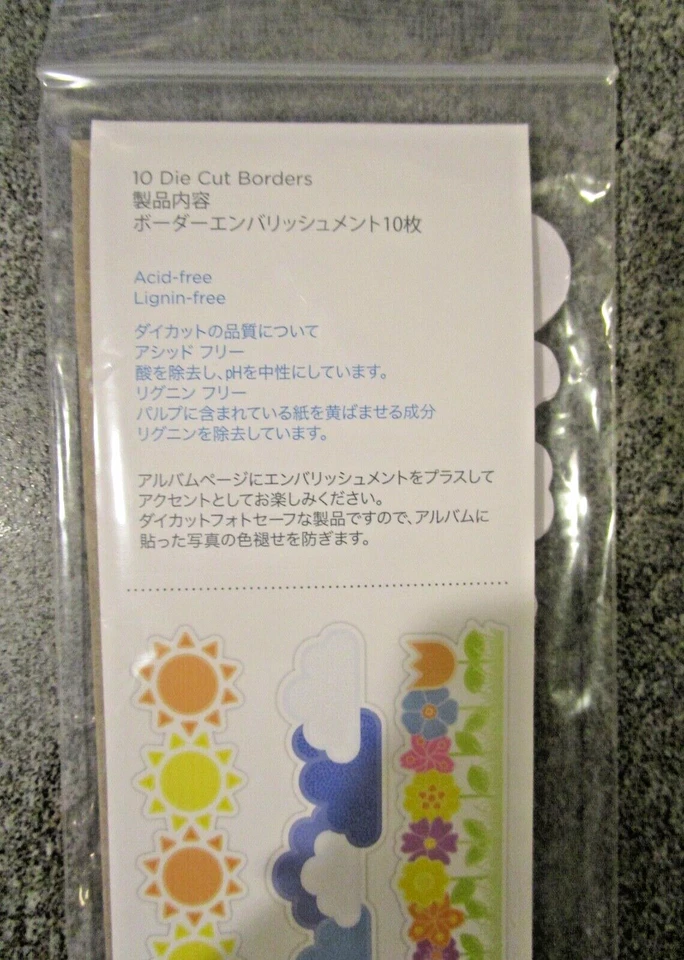 10 Die Cut Borders
製品内容
ボーダーエンバリッシュメント10枚
Acid-free
Lignin-free
ダイカットの品質について
アシッド フリー
酸を除去し、pHを中性にしています。
リグニン フリー
パルプに含まれている紙を黄ばませる成分
リグニンを除去しています。
アルバムページにエンバリッシュメントをプラスして
アクセントとしてお楽しみください。
ダイカットフォトセーフな製品ですので、アルバムに
貼った写真の色褪せを防ぎます。